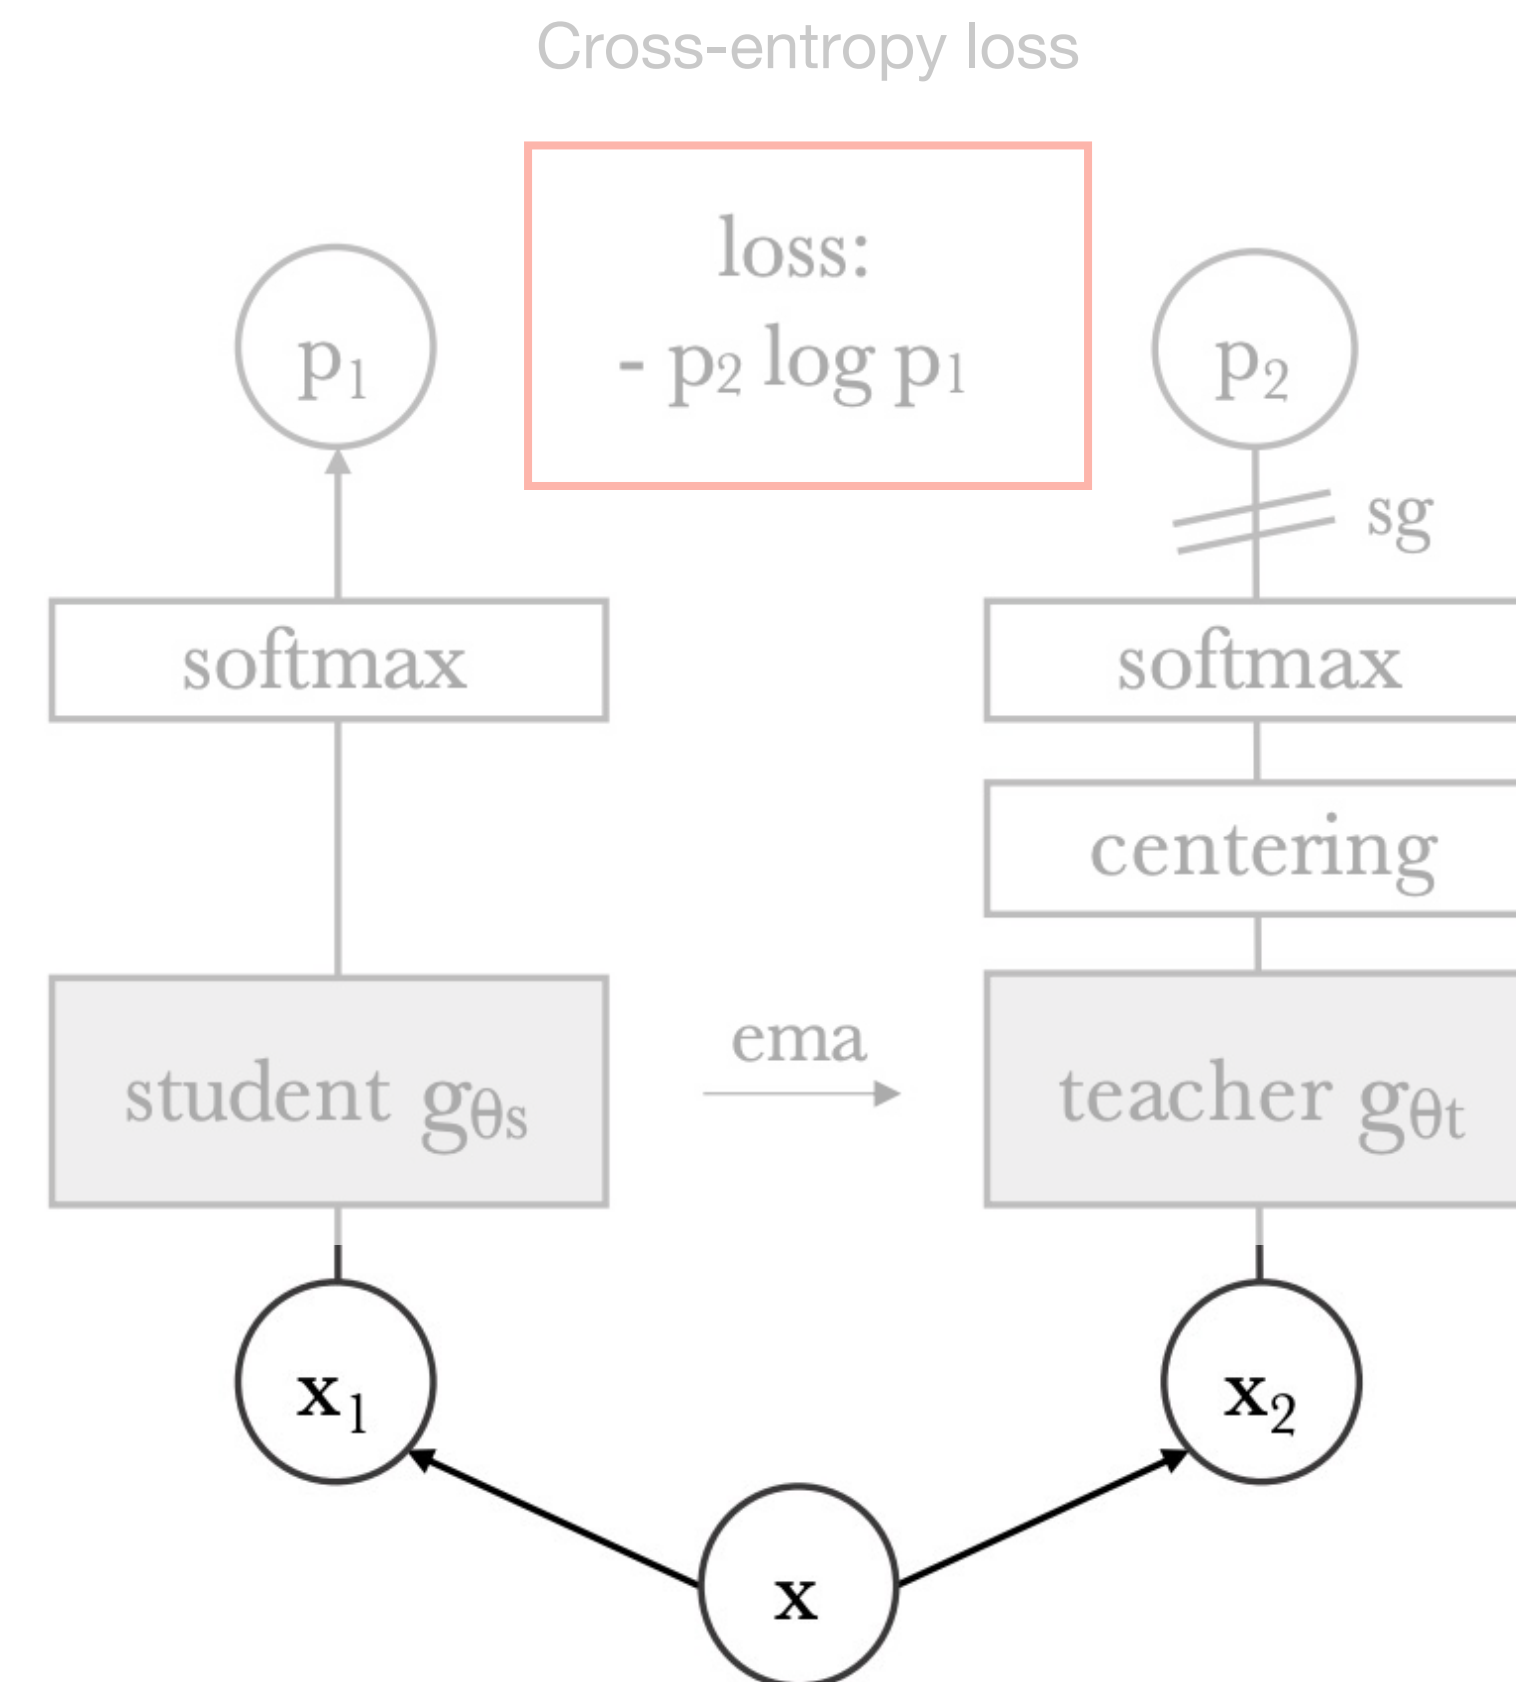 Cross-entropy loss
loss:
- p₂ log p₁
p₁
p₂
sg
softmax
softmax
centering
student gθs
ema
teacher gθt
x₁
x₂
x